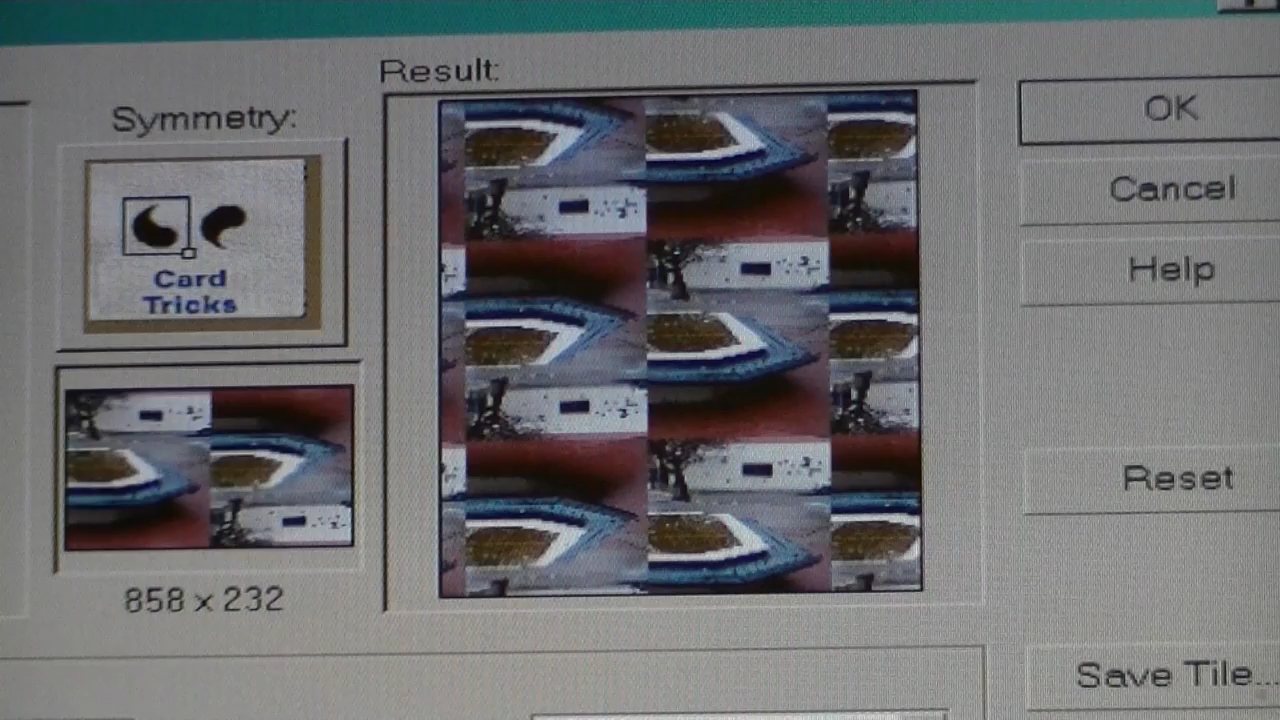 Result:
Symmetry:
OK
Cancel
Card
Tricks
Help
Reset
858 x 232
Save Tile...